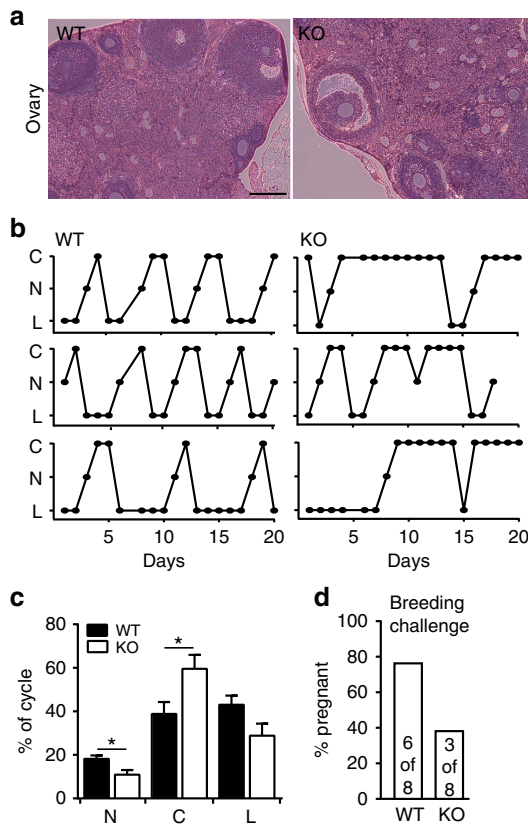 a
WT
KO
Ovary
b
WT
KO
C
N
L
C
N
L
C
N
L
5
10
15
20
5
10
15
20
Days
Days
c
d
WT
KO
% of cycle
80
60
40
20
0
*
*
N
C
L
Breeding
challenge
% pregnant
100
80
60
40
20
0
6
of
8
3
of
8
WT
KO